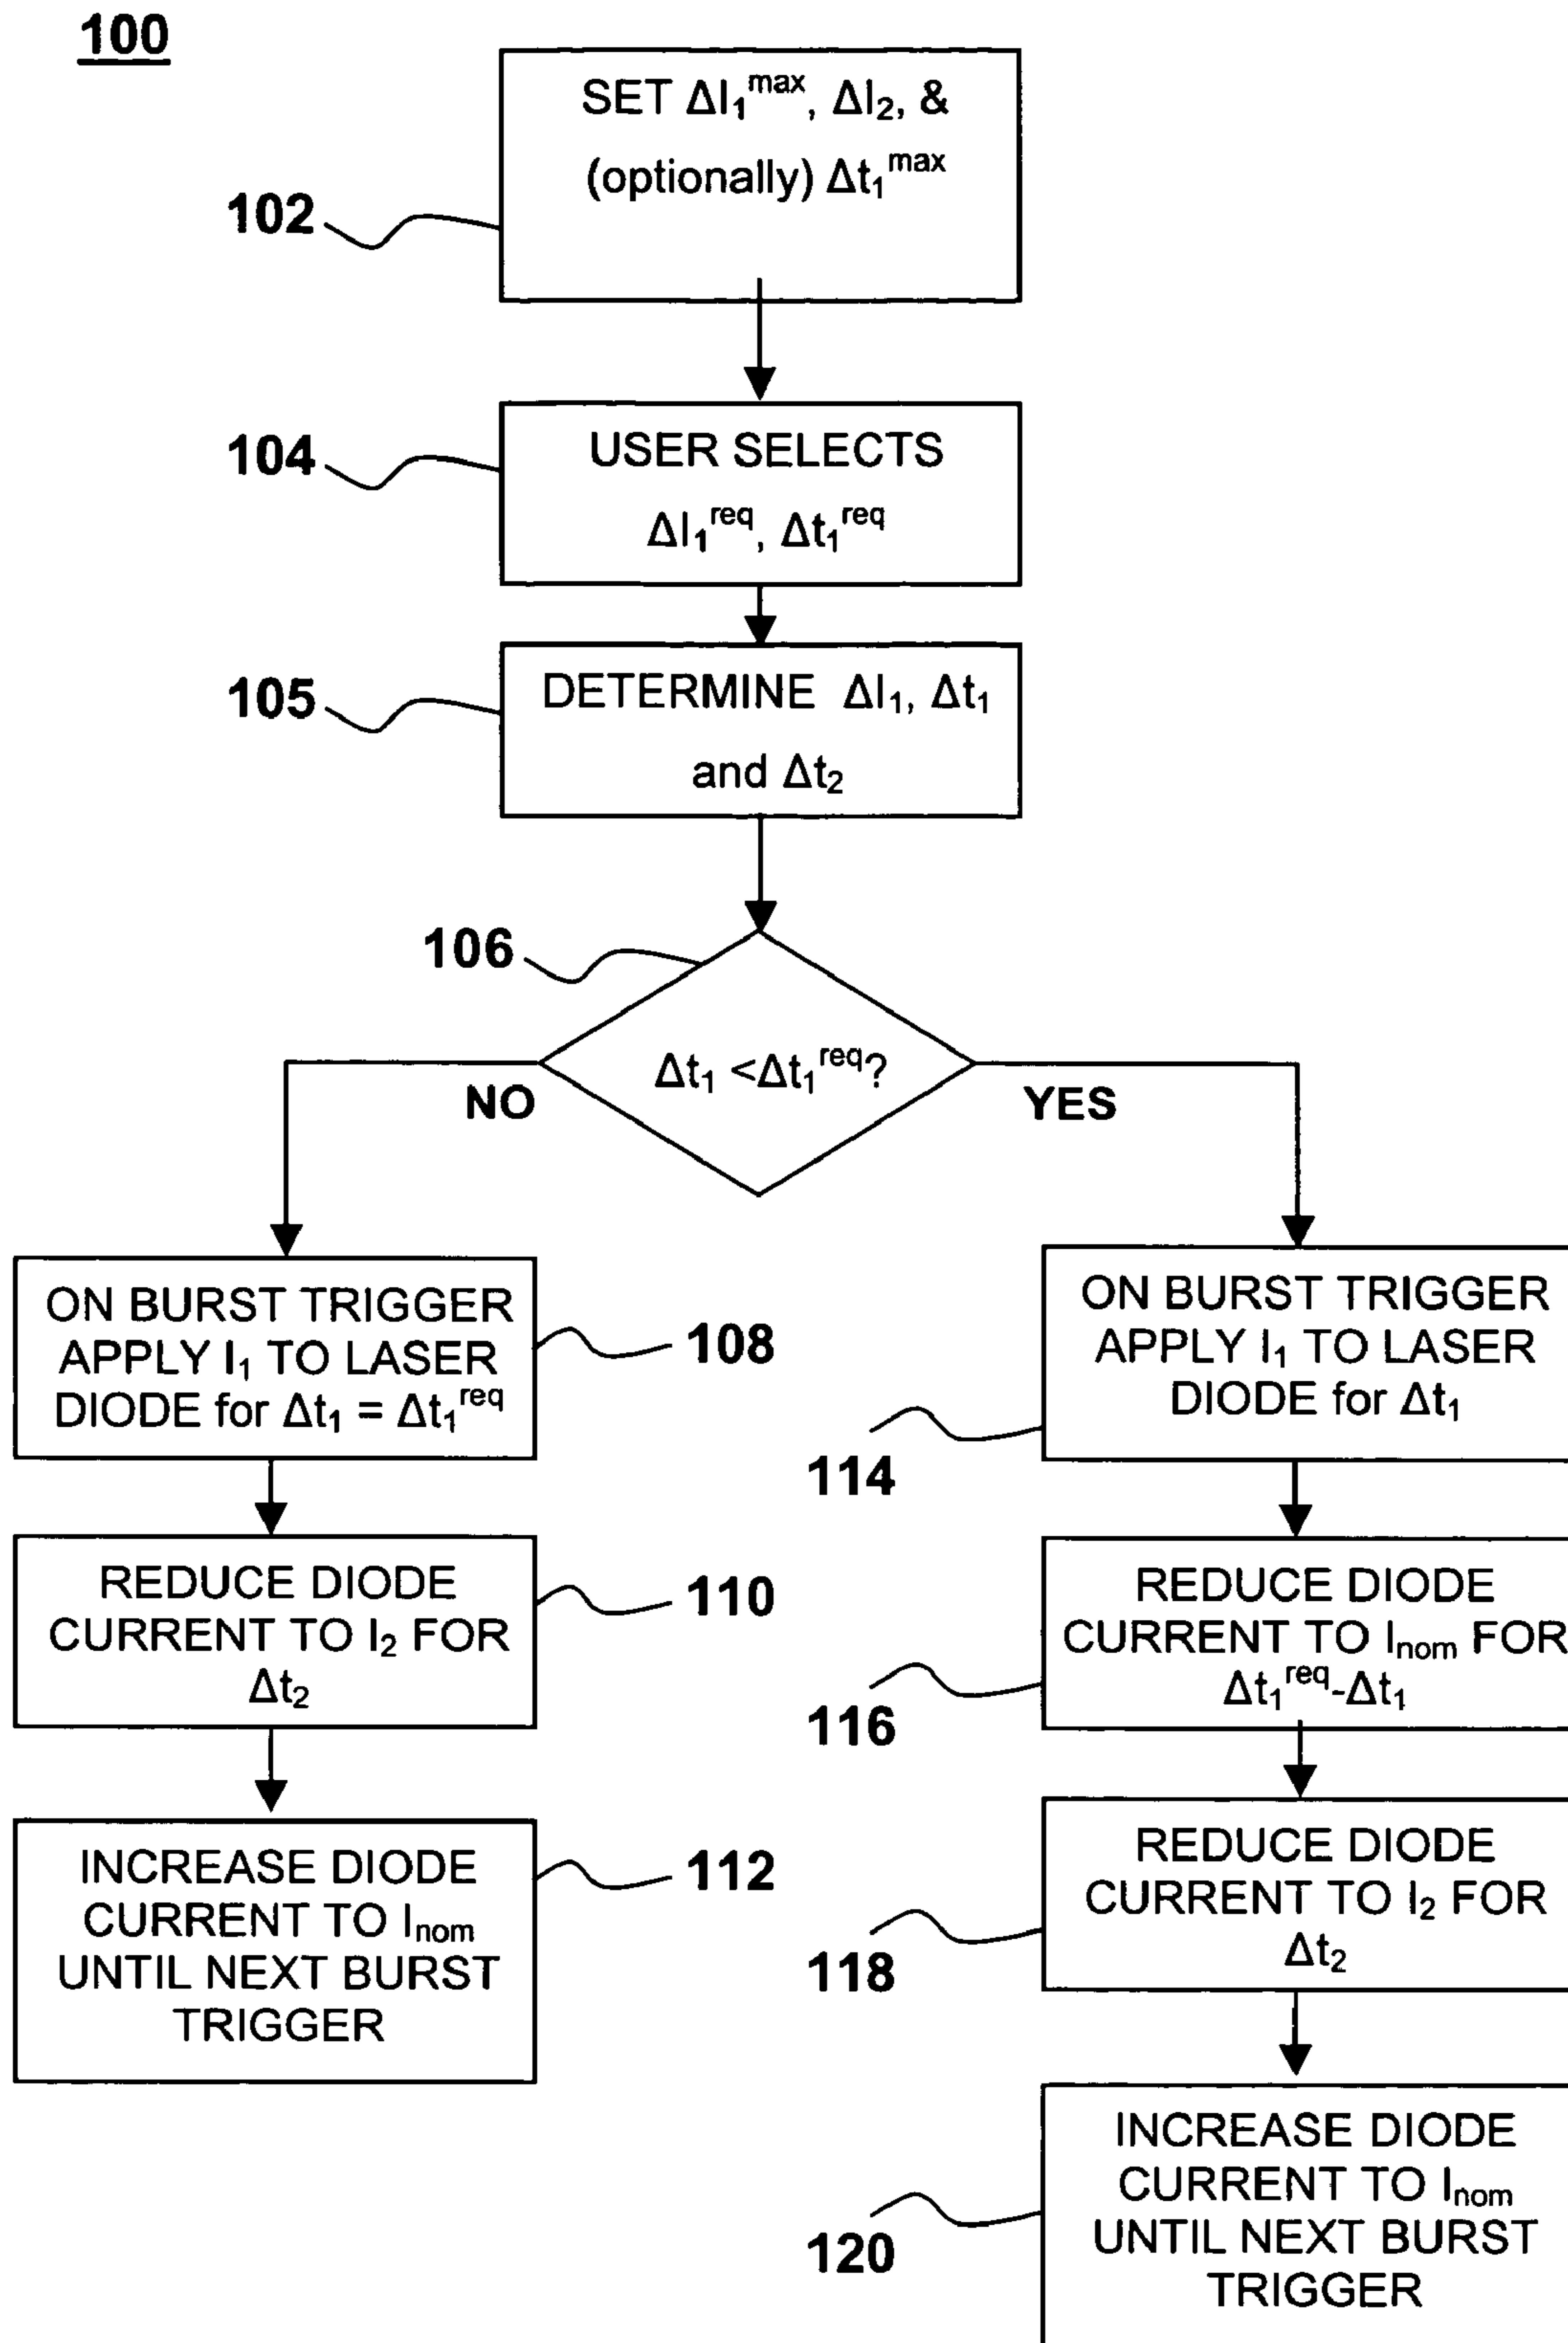 100
SET ΔI₁ᵐᵃˣ, ΔI₂, &
(optionally) Δt₁ᵐᵃˣ
102
USER SELECTS
ΔI₁ʳᵉq, Δt₁ʳᵉq
104
DETERMINE ΔI₁, Δt₁
and Δt₂
105
106
Δt₁ <Δt₁ʳᵉq?
NO
YES
ON BURST TRIGGER
APPLY I₁ TO LASER
DIODE for Δt₁ = Δt₁ʳᵉq
108
REDUCE DIODE
CURRENT TO I₂ FOR
Δt₂
110
INCREASE DIODE
CURRENT TO Iₙₒₘ
UNTIL NEXT BURST
TRIGGER
112
ON BURST TRIGGER
APPLY I₁ TO LASER
DIODE for Δt₁
114
REDUCE DIODE
CURRENT TO Iₙₒₘ FOR
Δt₁ʳᵉq-Δt₁
116
REDUCE DIODE
CURRENT TO I₂ FOR
Δt₂
118
INCREASE DIODE
CURRENT TO Iₙₒₘ
UNTIL NEXT BURST
TRIGGER
120